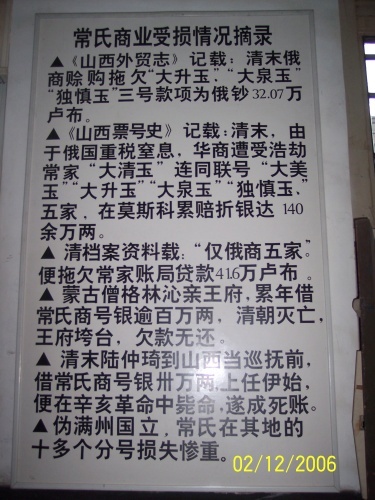 常氏商业受损情况摘录
▲《山西外贸志》记载：清末俄
商赊购拖欠“大升玉”“大泉玉”
“独慎玉”三号款项为俄钞32.07万
卢布。
▲《山西票号史》记载：清末，由
于俄国重税窒息，华商遭受浩劫
常家“大清玉”连同联号“大美
玉”“大升玉”“大泉玉”“独慎玉”
五家，在莫斯科累赔折银达 140
余万两。
▲ 清档案资料载：“仅俄商五家”
便拖欠常家账局贷款41.6万卢布。
▲ 蒙古僧格林沁亲王府，累年借
常氏商号银逾百万两，清朝灭亡，
王府垮台，欠款无还。
▲ 清末陆仲琦到山西当巡抚前，
借常氏商号银卅万两，上任伊始，
便在辛亥革命中毙命，遂成死账。
▲ 伪满州国立，常氏在其地的
十多个分号损失惨重。
02/12/2006